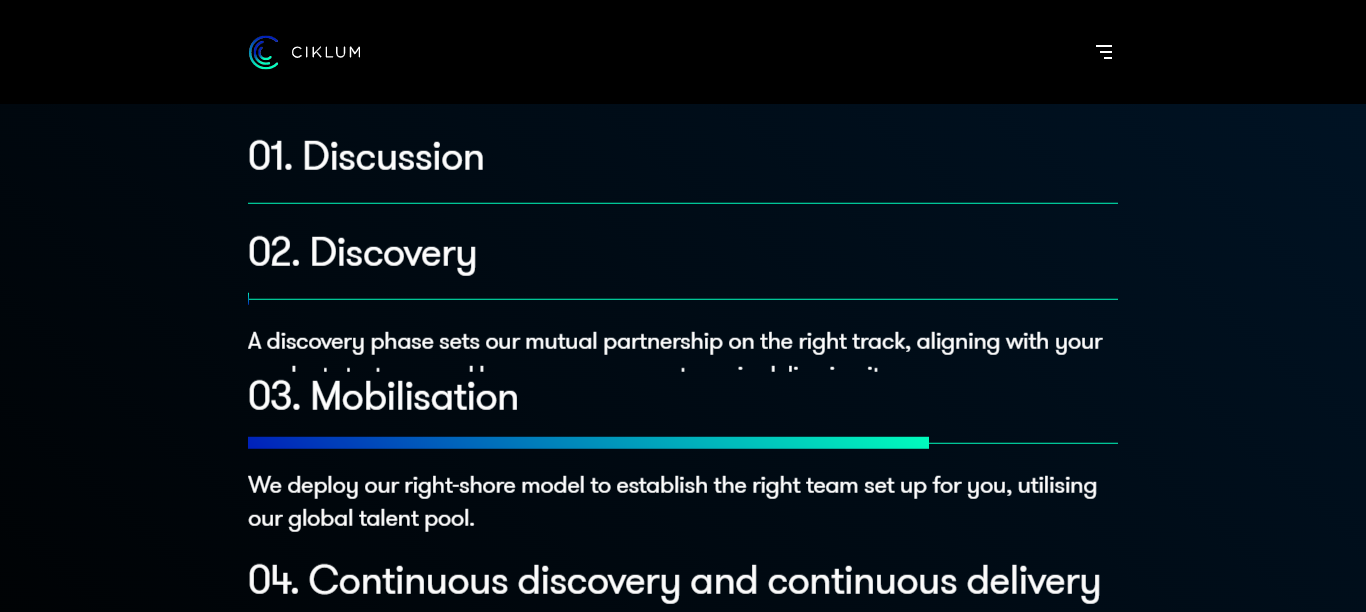 CIKLUM
01. Discussion
02. Discovery
A discovery phase sets our mutual partnership on the right track, aligning with your
03. Mobilisation
We deploy our right-shore model to establish the right team set up for you, utilising
our global talent pool.
04. Continuous discovery and continuous delivery